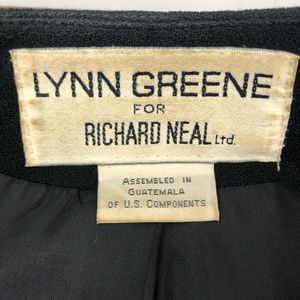 LYNN GREENE
FOR
RICHARD NEAL Ltd.
ASSEMBLED IN
GUATEMALA
OF U.S. COMPONENTS